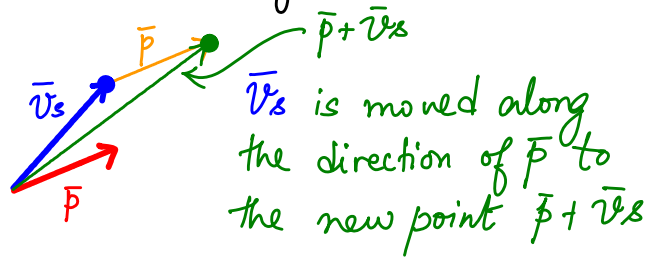 p̄
p̄ + v̄s
v̄s
v̄s is moved along
the direction of p̄ to
the new point p̄ + v̄s
p̄